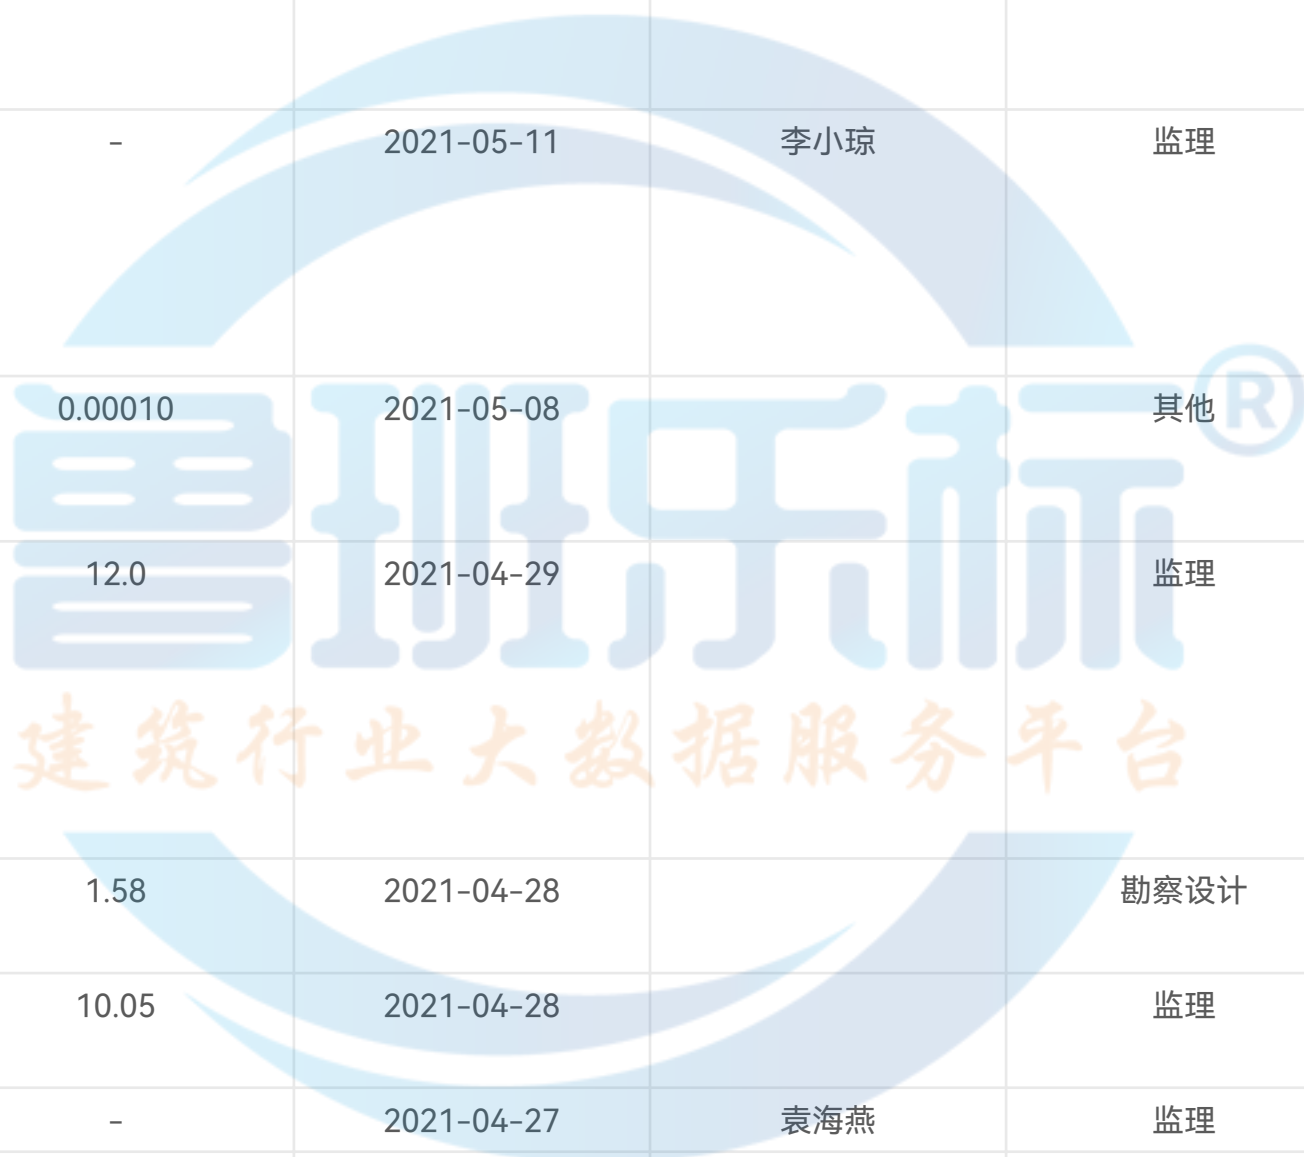 - 2021-05-11 李小琼 监理
0.00010 2021-05-08 其他
12.0 2021-04-29 监理
1.58 2021-04-28 勘察设计
10.05 2021-04-28 监理
- 2021-04-27 袁海燕 监理
鲁班乐标®
建筑行业大数据服务平台